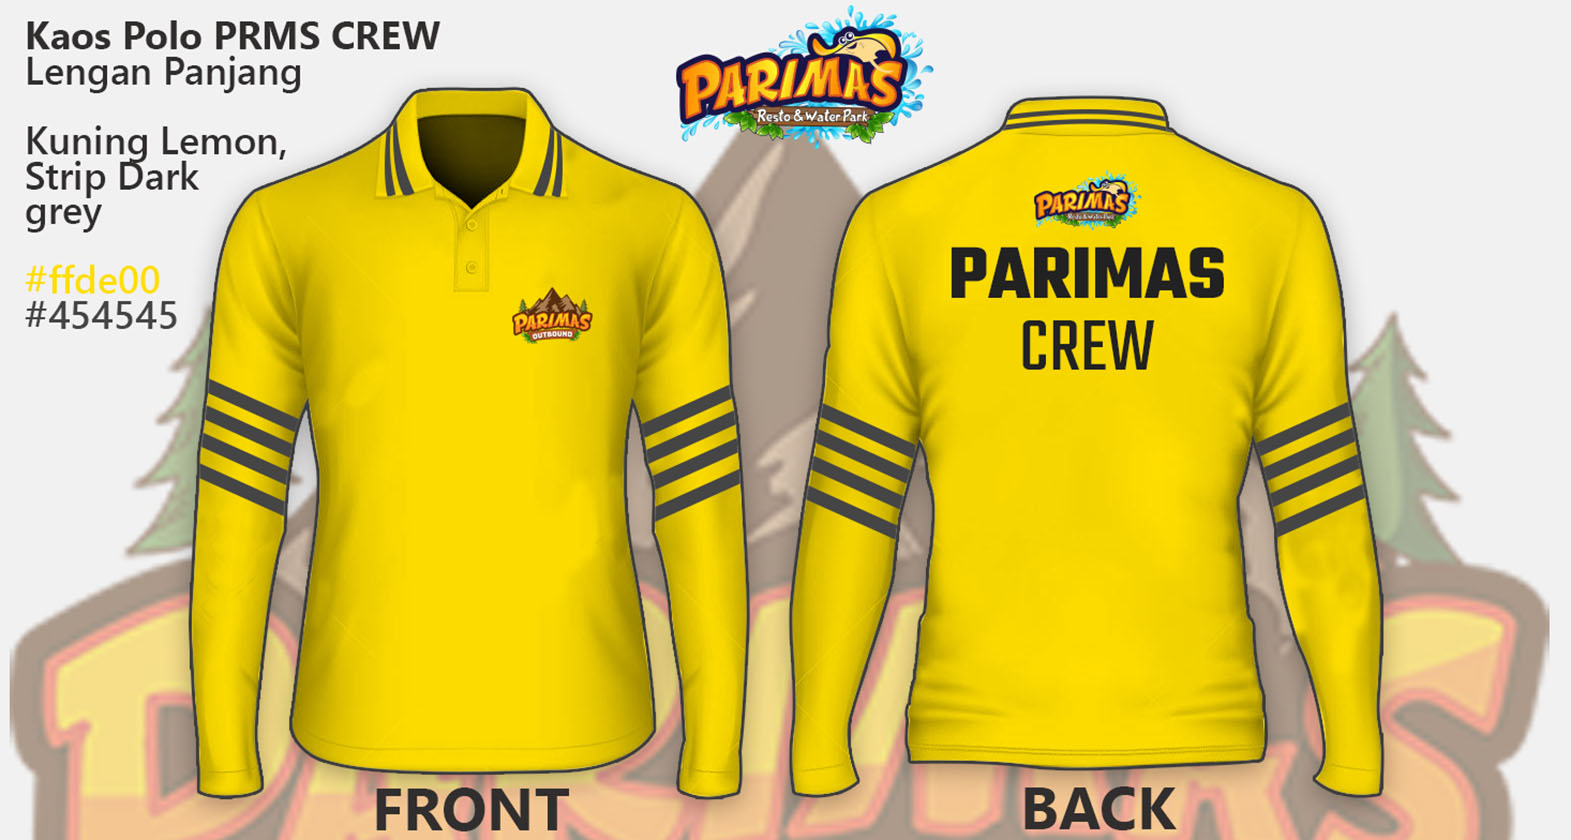 Kaos Polo PRMS CREW
Lengan Panjang
Kuning Lemon,
Strip Dark
grey
#ffde00
#454545
PARIMAS
Resto & Water Park
PARIMAS
OUTBOUND
PARIMAS
Resto & Water Park
PARIMAS
CREW
PARIMAS
FRONT
BACK